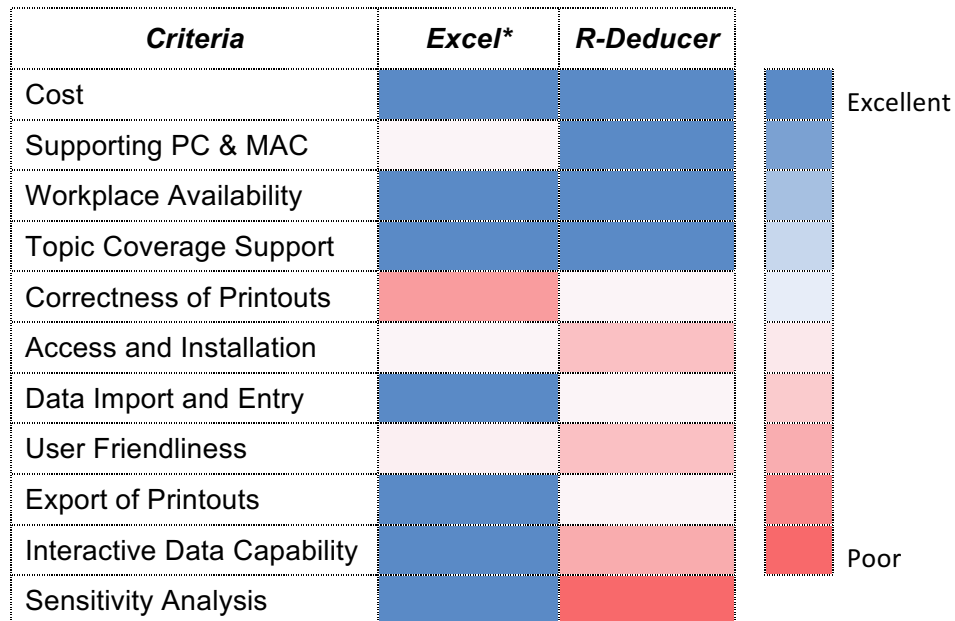 Criteria Excel* R-Deducer
Cost
Excellent
Supporting PC & MAC
Workplace Availability
Topic Coverage Support
Correctness of Printouts
Access and Installation
Data Import and Entry
User Friendliness
Export of Printouts
Interactive Data Capability
Poor
Sensitivity Analysis